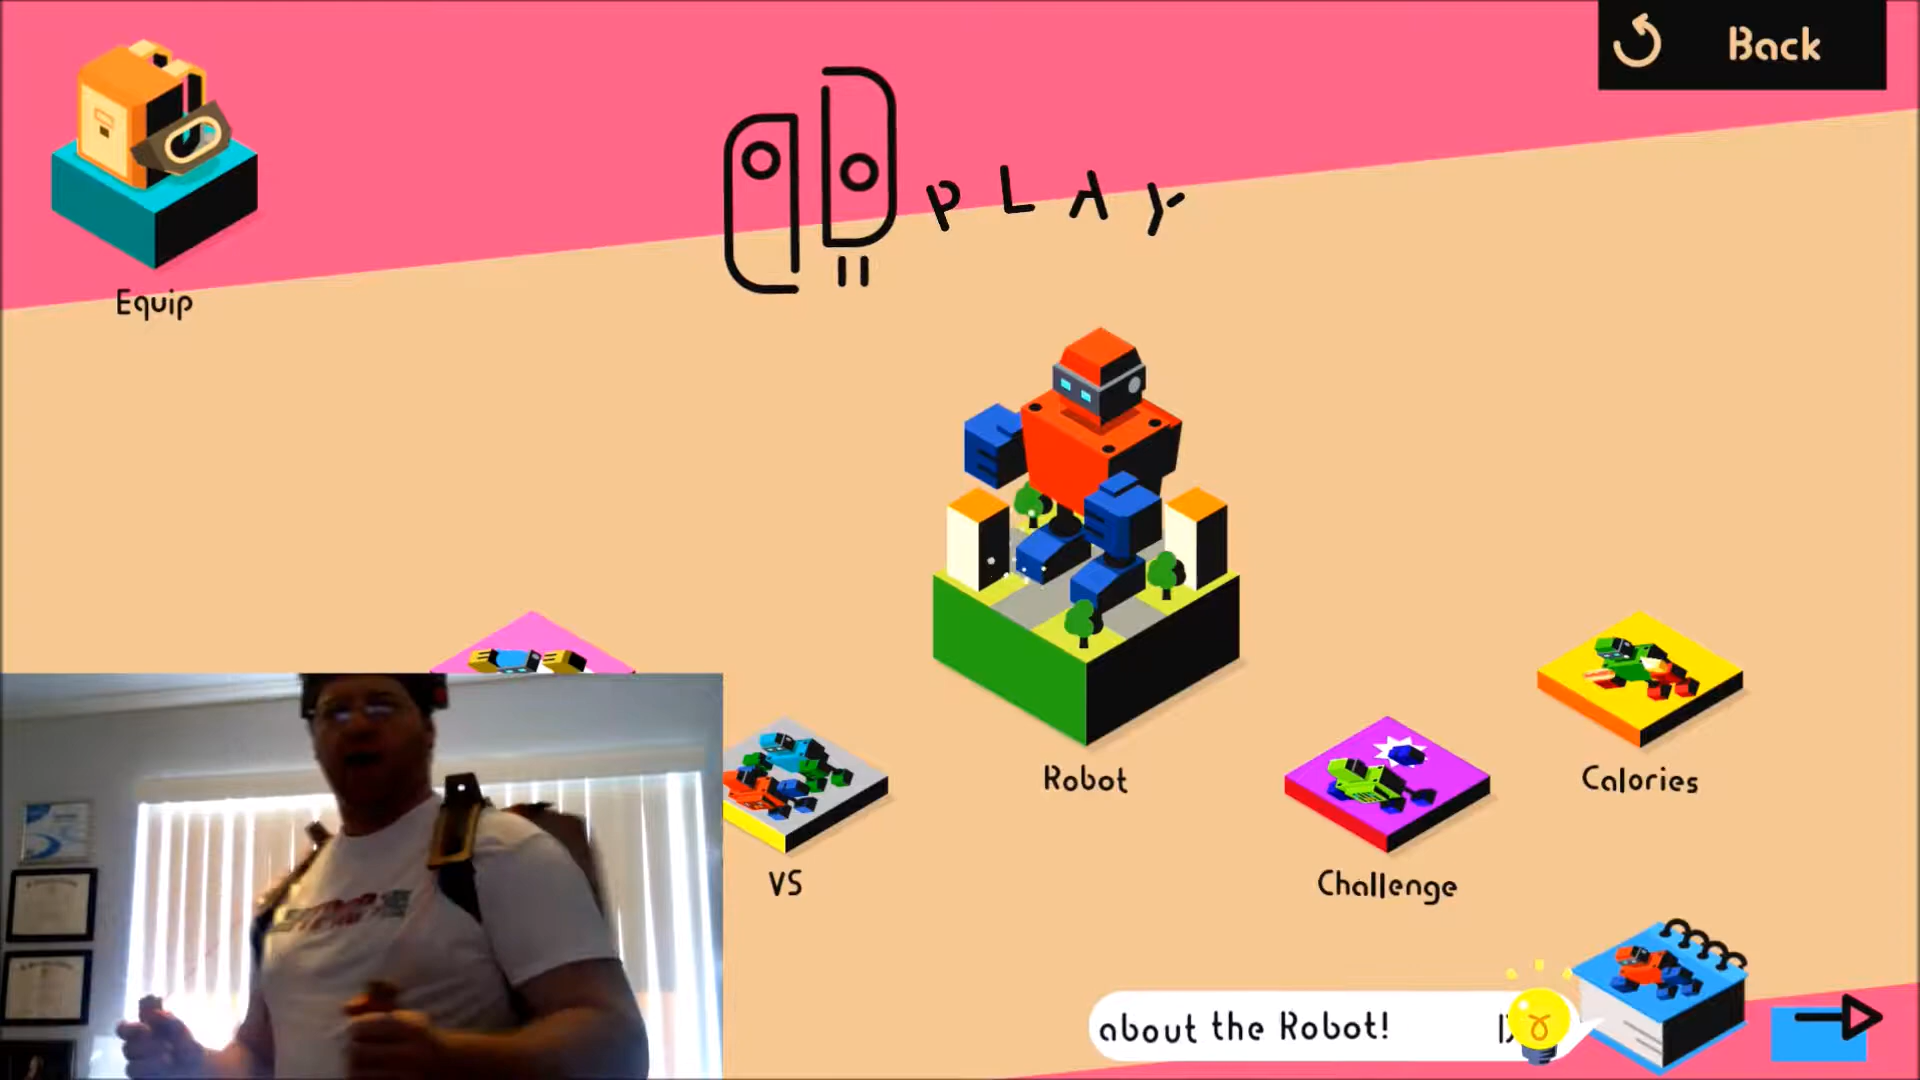 Back
PLAY
Equip
Robot
Calories
VS
Challenge
about the Robot!